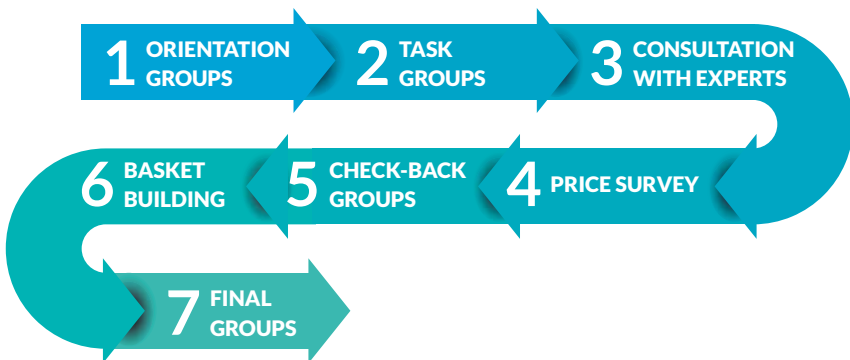 1 ORIENTATION
GROUPS
2 TASK
GROUPS
3 CONSULTATION
WITH EXPERTS
4 PRICE SURVEY
5 CHECK-BACK
GROUPS
6 BASKET
BUILDING
7 FINAL
GROUPS